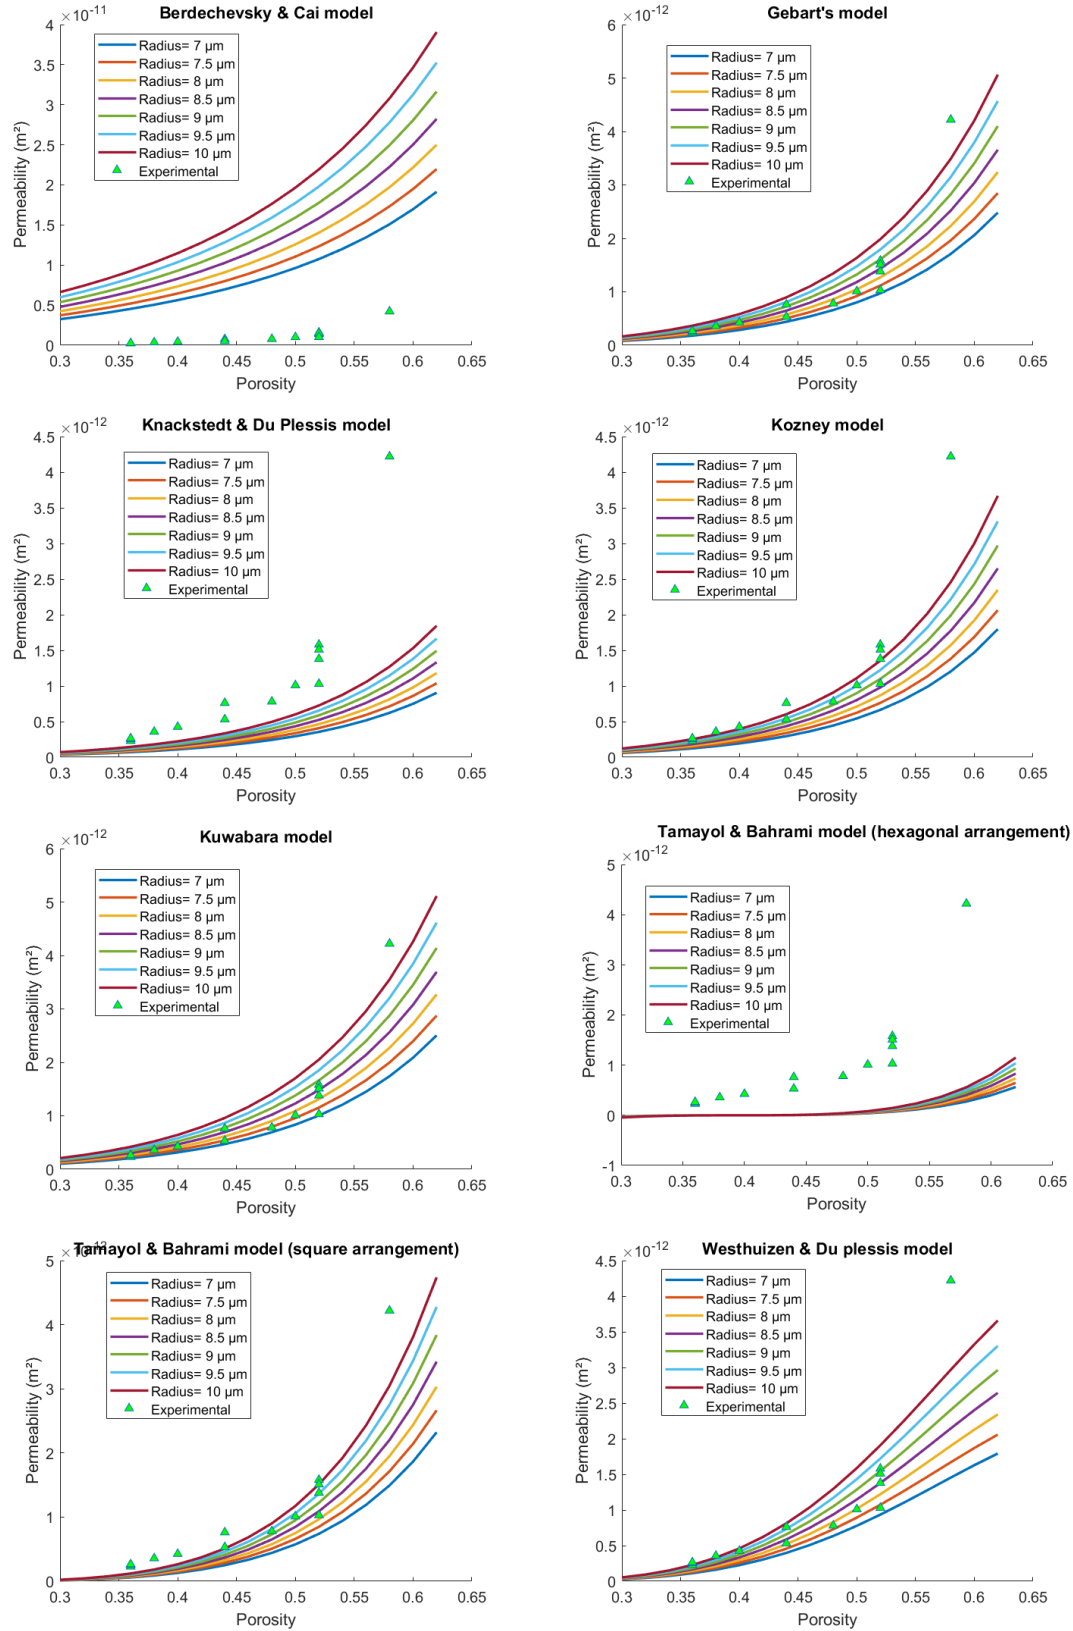 Berdechevsky & Cai model
×10⁻¹¹
4
3.5
3
2.5
2
1.5
1
0.5
0
Permeability (m²)
Radius= 7 µm
Radius= 7.5 µm
Radius= 8 µm
Radius= 8.5 µm
Radius= 9 µm
Radius= 9.5 µm
Radius= 10 µm
Experimental
0.3 0.35 0.4 0.45 0.5 0.55 0.6 0.65
Porosity
Gebart's model
×10⁻¹²
6
5
4
3
2
1
0
Permeability (m²)
Radius= 7 µm
Radius= 7.5 µm
Radius= 8 µm
Radius= 8.5 µm
Radius= 9 µm
Radius= 9.5 µm
Radius= 10 µm
Experimental
0.3 0.35 0.4 0.45 0.5 0.55 0.6 0.65
Porosity
Knackstedt & Du Plessis model
×10⁻¹²
4.5
4
3.5
3
2.5
2
1.5
1
0.5
0
Permeability (m²)
Radius= 7 µm
Radius= 7.5 µm
Radius= 8 µm
Radius= 8.5 µm
Radius= 9 µm
Radius= 9.5 µm
Radius= 10 µm
Experimental
0.3 0.35 0.4 0.45 0.5 0.55 0.6 0.65
Porosity
Kozney model
×10⁻¹²
4.5
4
3.5
3
2.5
2
1.5
1
0.5
0
Permeability (m²)
Radius= 7 µm
Radius= 7.5 µm
Radius= 8 µm
Radius= 8.5 µm
Radius= 9 µm
Radius= 9.5 µm
Radius= 10 µm
Experimental
0.3 0.35 0.4 0.45 0.5 0.55 0.6 0.65
Porosity
Kuwabara model
×10⁻¹²
6
5
4
3
2
1
0
Permeability (m²)
Radius= 7 µm
Radius= 7.5 µm
Radius= 8 µm
Radius= 8.5 µm
Radius= 9 µm
Radius= 9.5 µm
Radius= 10 µm
Experimental
0.3 0.35 0.4 0.45 0.5 0.55 0.6 0.65
Porosity
Tamayol & Bahrami model (hexagonal arrangement)
×10⁻¹²
5
4
3
2
1
0
-1
Permeability (m²)
Radius= 7 µm
Radius= 7.5 µm
Radius= 8 µm
Radius= 8.5 µm
Radius= 9 µm
Radius= 9.5 µm
Radius= 10 µm
Experimental
0.3 0.35 0.4 0.45 0.5 0.55 0.6 0.65
Porosity
Tamayol & Bahrami model (square arrangement)
5
4
3
2
1
0
Permeability (m²)
Radius= 7 µm
Radius= 7.5 µm
Radius= 8 µm
Radius= 8.5 µm
Radius= 9 µm
Radius= 9.5 µm
Radius= 10 µm
Experimental
0.3 0.35 0.4 0.45 0.5 0.55 0.6 0.65
Porosity
Westhuizen & Du plessis model
×10⁻¹²
4.5
4
3.5
3
2.5
2
1.5
1
0.5
0
Permeability (m²)
Radius= 7 µm
Radius= 7.5 µm
Radius= 8 µm
Radius= 8.5 µm
Radius= 9 µm
Radius= 9.5 µm
Radius= 10 µm
Experimental
0.3 0.35 0.4 0.45 0.5 0.55 0.6 0.65
Porosity